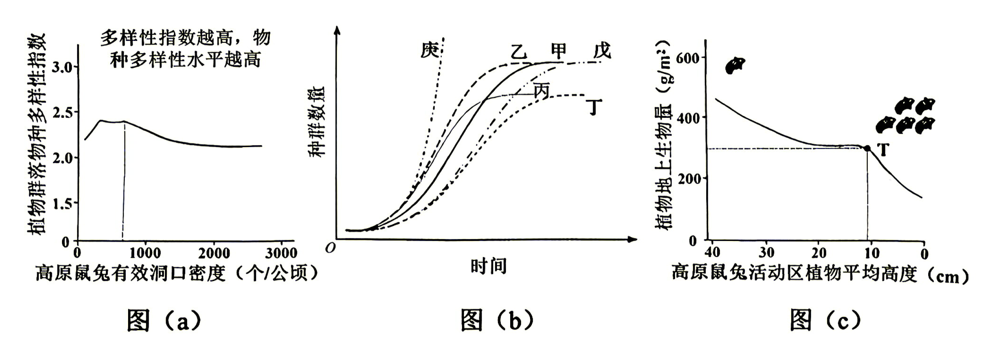 植物群落物种多样性指数
多样性指数越高，物
种多样性水平越高
3.0
2.5
2.0
1.5
0
0 1000 2000 3000
高原鼠兔有效洞口密度（个/公顷）
图（a）
种群数量
庚 乙 甲 戊
丙
丁
O
时间
图（b）
植物地上生物量（g/m²）
600
400
200
0
T
40 30 20 10 0
高原鼠兔活动区植物平均高度（cm）
图（c）